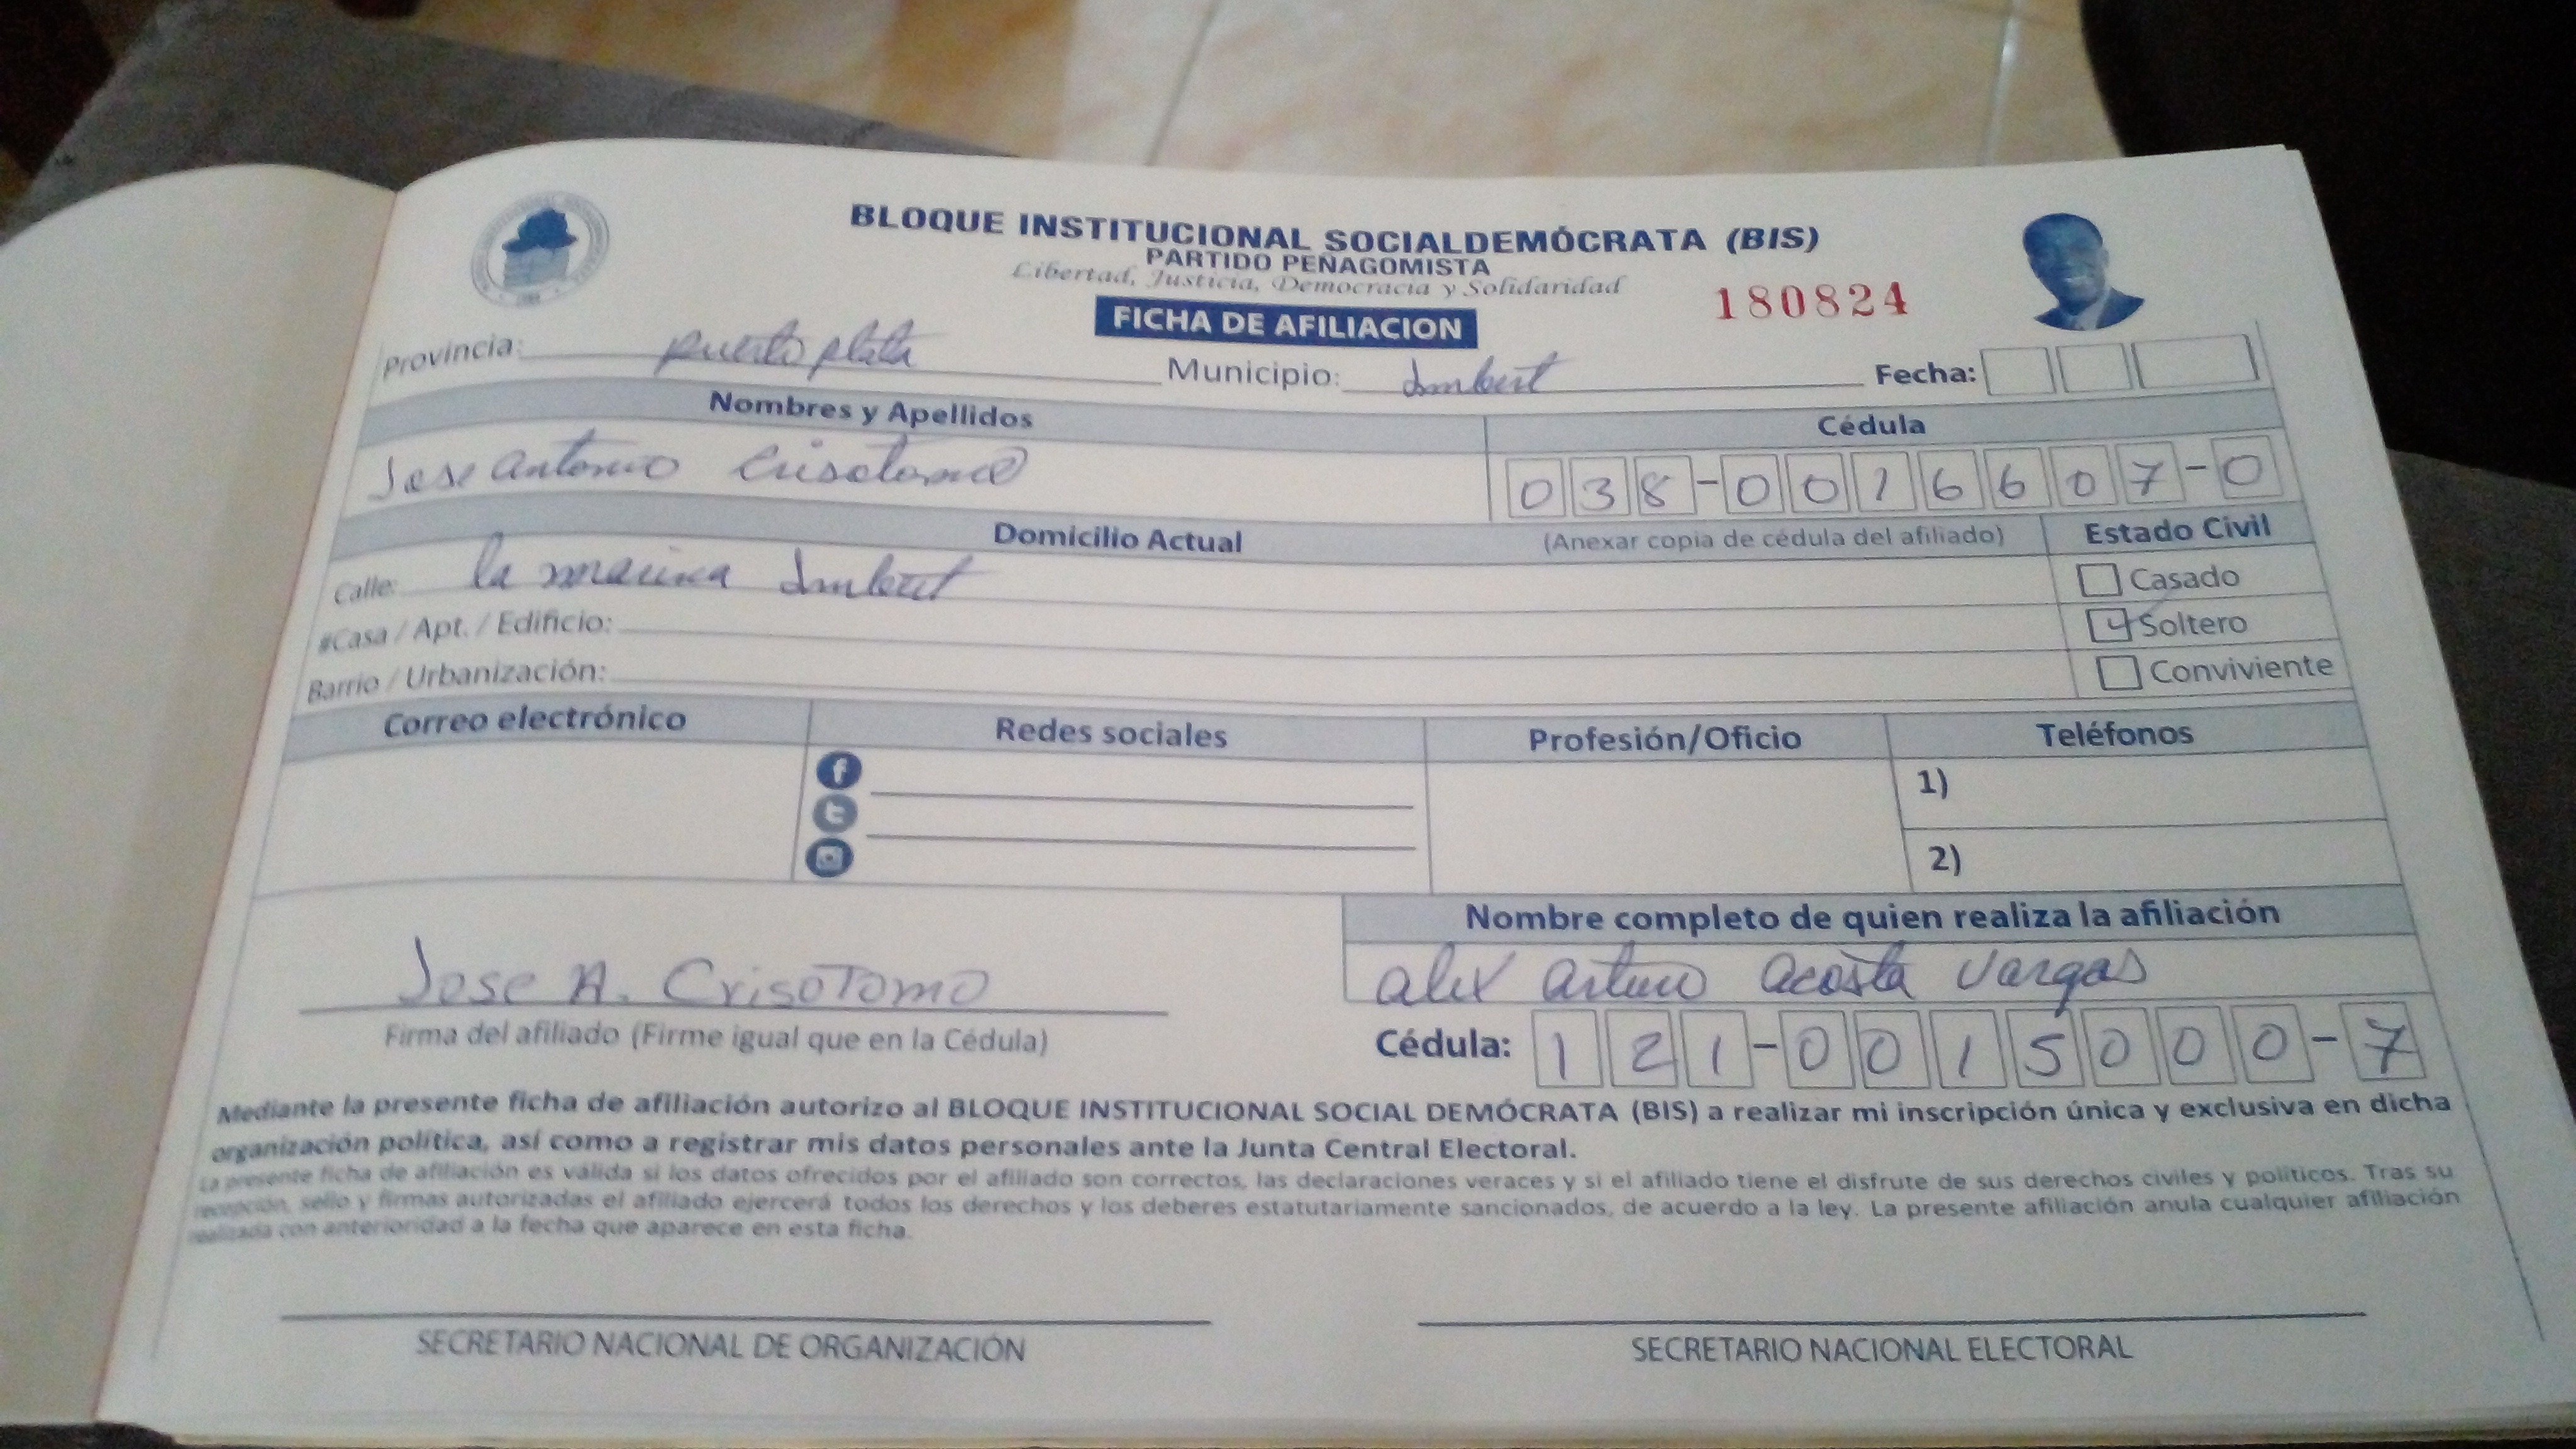 BLOQUE INSTITUCIONAL SOCIALDEMÓCRATA (BIS)
PARTIDO PEÑAGOMISTA
Libertad, Justicia, Democracia y Solidaridad
180824
FICHA DE AFILIACION
Provincia: puerto plata Municipio: Imbert Fecha:
Nombres y Apellidos Cédula
Jose Antonio Crisotomo 038-0016607-0
Domicilio Actual (Anexar copia de cédula del afiliado) Estado Civil
Calle: la marina Imbert Casado
#Casa / Apt. / Edificio: Soltero
Barrio / Urbanización: Conviviente
Correo electrónico Redes sociales Profesión/Oficio Teléfonos
1)
2)
Nombre completo de quien realiza la afiliación
Jose A. Crisotomo alex arturo acosta vargas
Firma del afiliado (Firme igual que en la Cédula) Cédula: 121-0015000-7
Mediante la presente ficha de afiliación autorizo al BLOQUE INSTITUCIONAL SOCIAL DEMÓCRATA (BIS) a realizar mi inscripción única y exclusiva en dicha
organización política, así como a registrar mis datos personales ante la Junta Central Electoral.
La presente ficha de afiliación es válida si los datos ofrecidos por el afiliado son correctos, las declaraciones veraces y si el afiliado tiene el disfrute de sus derechos civiles y políticos. Tras su
recepción, sello y firmas autorizadas el afiliado ejercerá todos los derechos y los deberes estatutariamente sancionados, de acuerdo a la ley. La presente afiliación anula cualquier afiliación
realizada con anterioridad a la fecha que aparece en esta ficha.
SECRETARIO NACIONAL DE ORGANIZACIÓN SECRETARIO NACIONAL ELECTORAL